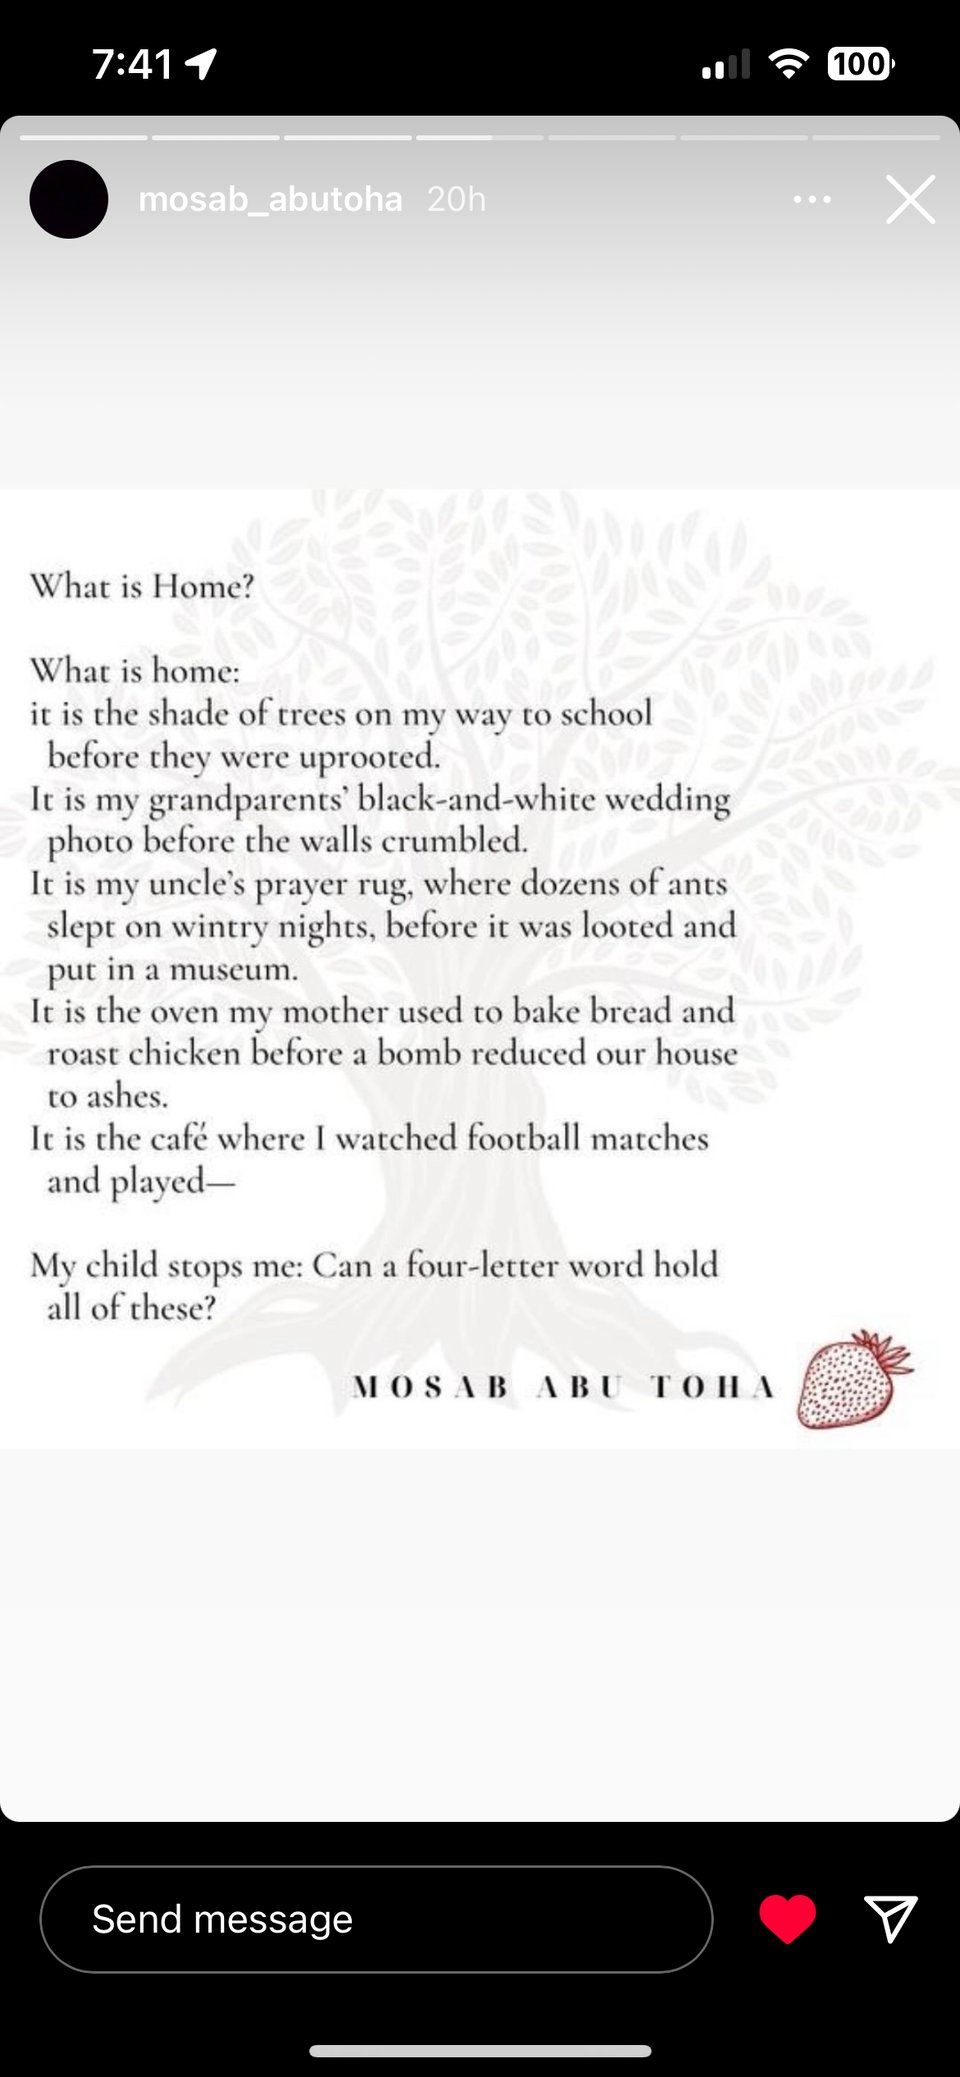 7:41
100
mosab_abutoha 20h
What is Home?
What is home:
it is the shade of trees on my way to school
before they were uprooted.
It is my grandparents’ black-and-white wedding
photo before the walls crumbled.
It is my uncle’s prayer rug, where dozens of ants
slept on wintry nights, before it was looted and
put in a museum.
It is the oven my mother used to bake bread and
roast chicken before a bomb reduced our house
to ashes.
It is the café where I watched football matches
and played—
My child stops me: Can a four-letter word hold
all of these?
MOSAB ABU TOHA
Send message